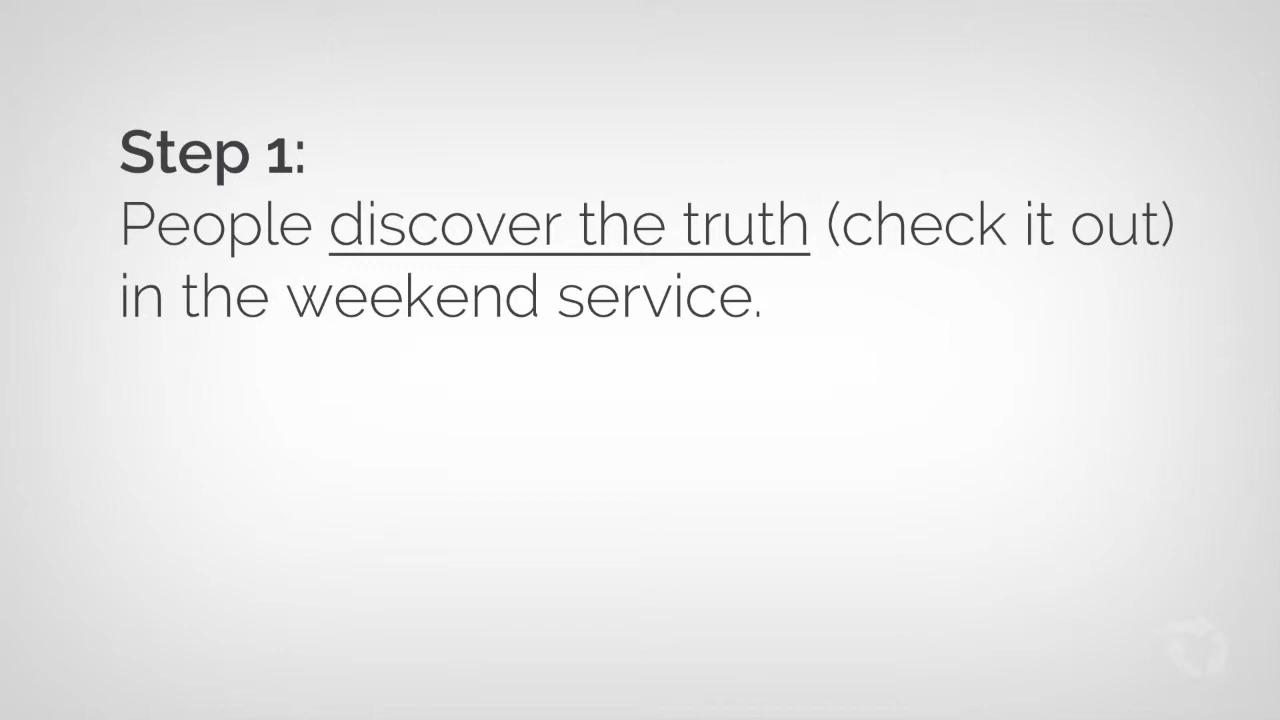 Step 1:
People discover the truth (check it out)
in the weekend service.